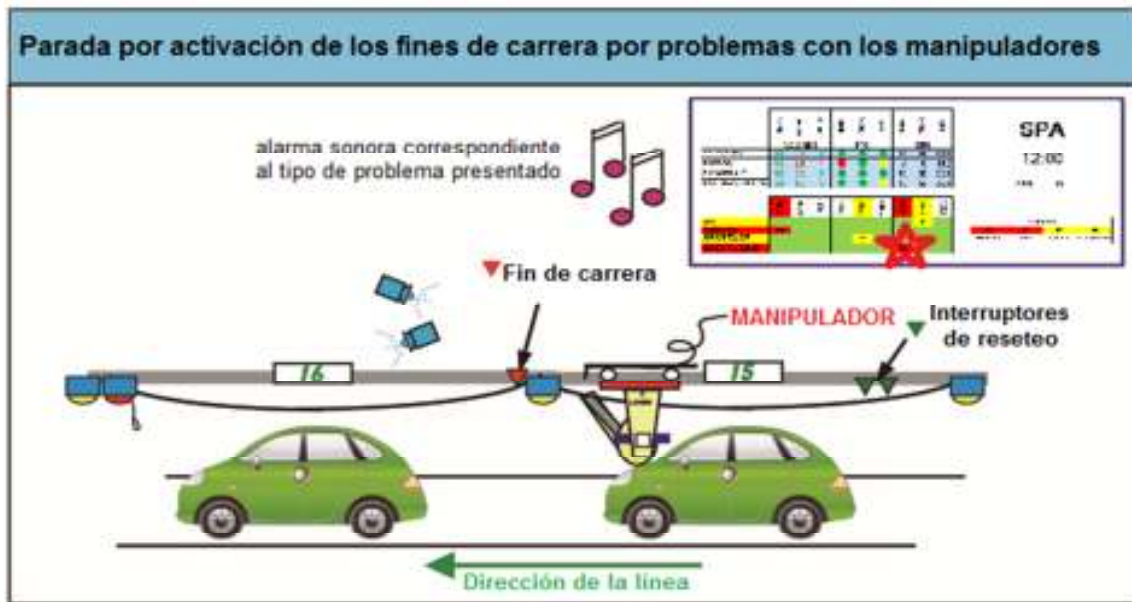 Parada por activación de los fines de carrera por problemas con los manipuladores
alarma sonora correspondiente
al tipo de problema presentado
SPA
12:00
Fin de carrera
MANIPULADOR
Interruptores
de reseteo
16
15
Dirección de la línea